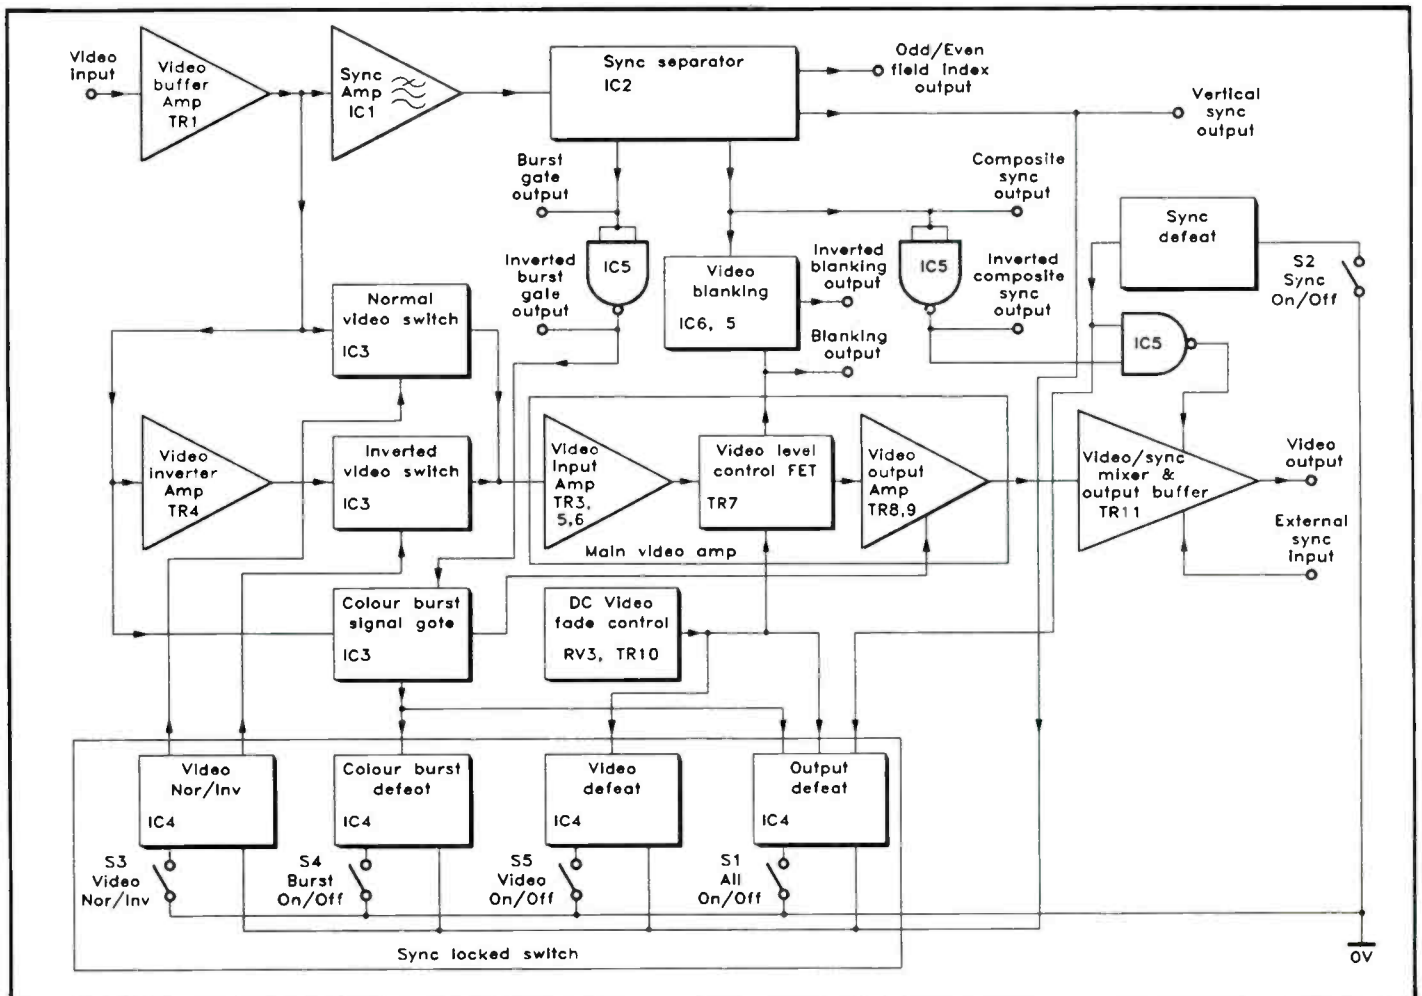 Video
input
Video
buffer
Amp
TR1
Sync
Amp
IC1
Sync separator
IC2
Odd/Even
field index
output
Vertical
sync
output
Burst
gate
output
Composite
sync
output
Inverted
burst
gate
output
IC5
Video
blanking
IC6, 5
Inverted
blanking
output
Blanking
output
IC5
Inverted
composite
sync
output
Sync
defeat
S2
Sync
On/Off
IC5
Normal
video switch
IC3
Video
inverter
Amp
TR4
Inverted
video switch
IC3
Video
Input
Amp
TR3,
5,6
Video level
control FET
TR7
Video
output
Amp
TR8,9
Main video amp
Video/sync
mixer &
output buffer
TR11
Video
output
External
sync
input
Colour burst
signal gate
IC3
DC Video
fade control
RV3, TR10
Video
Nor/Inv
IC4
Colour burst
defeat
IC4
Video
defeat
IC4
Output
defeat
IC4
S3
Video
Nor/Inv
S4
Burst
On/Off
S5
Video
On/Off
S1
All
On/Off
Sync locked switch
0V